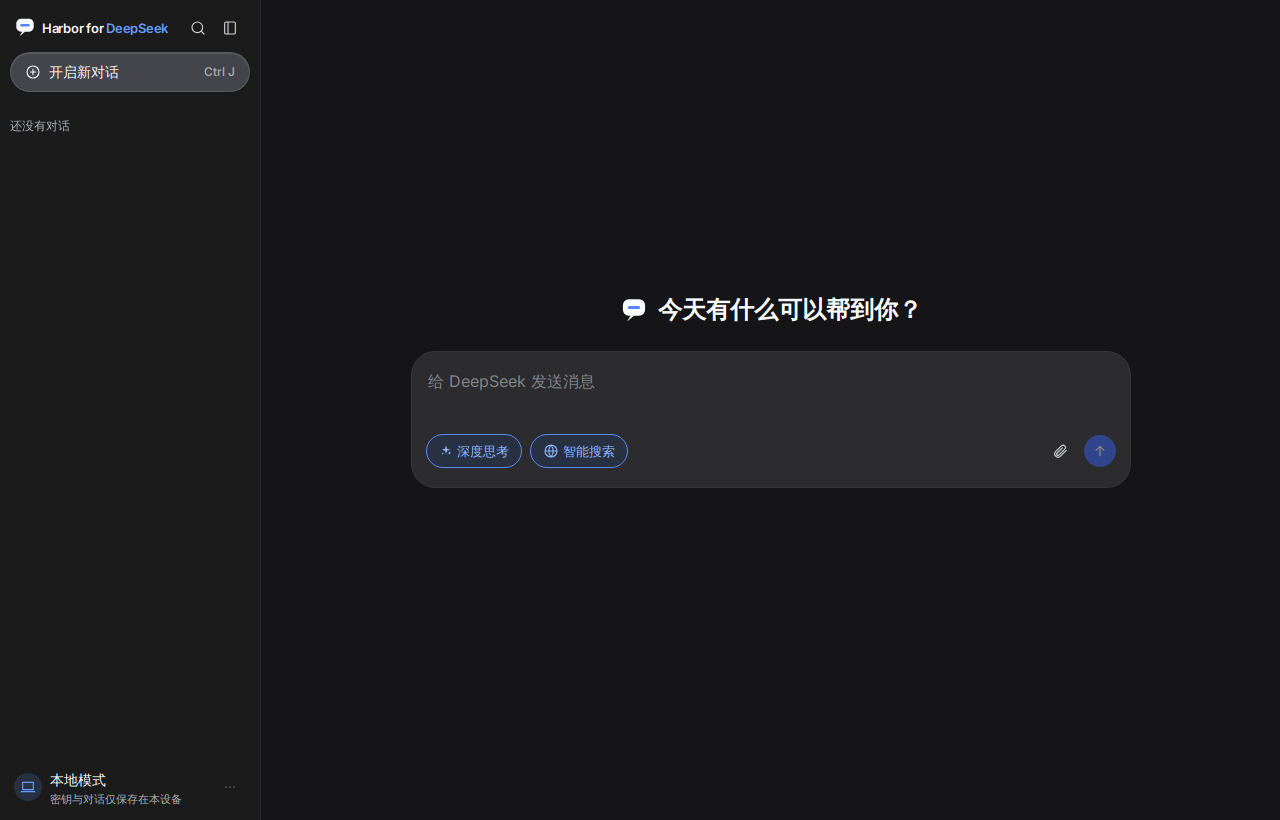 Harbor for DeepSeek
开启新对话 Ctrl J
还没有对话
今天有什么可以帮到你？
给 DeepSeek 发送消息
深度思考 智能搜索
本地模式
密钥与对话仅保存在本设备